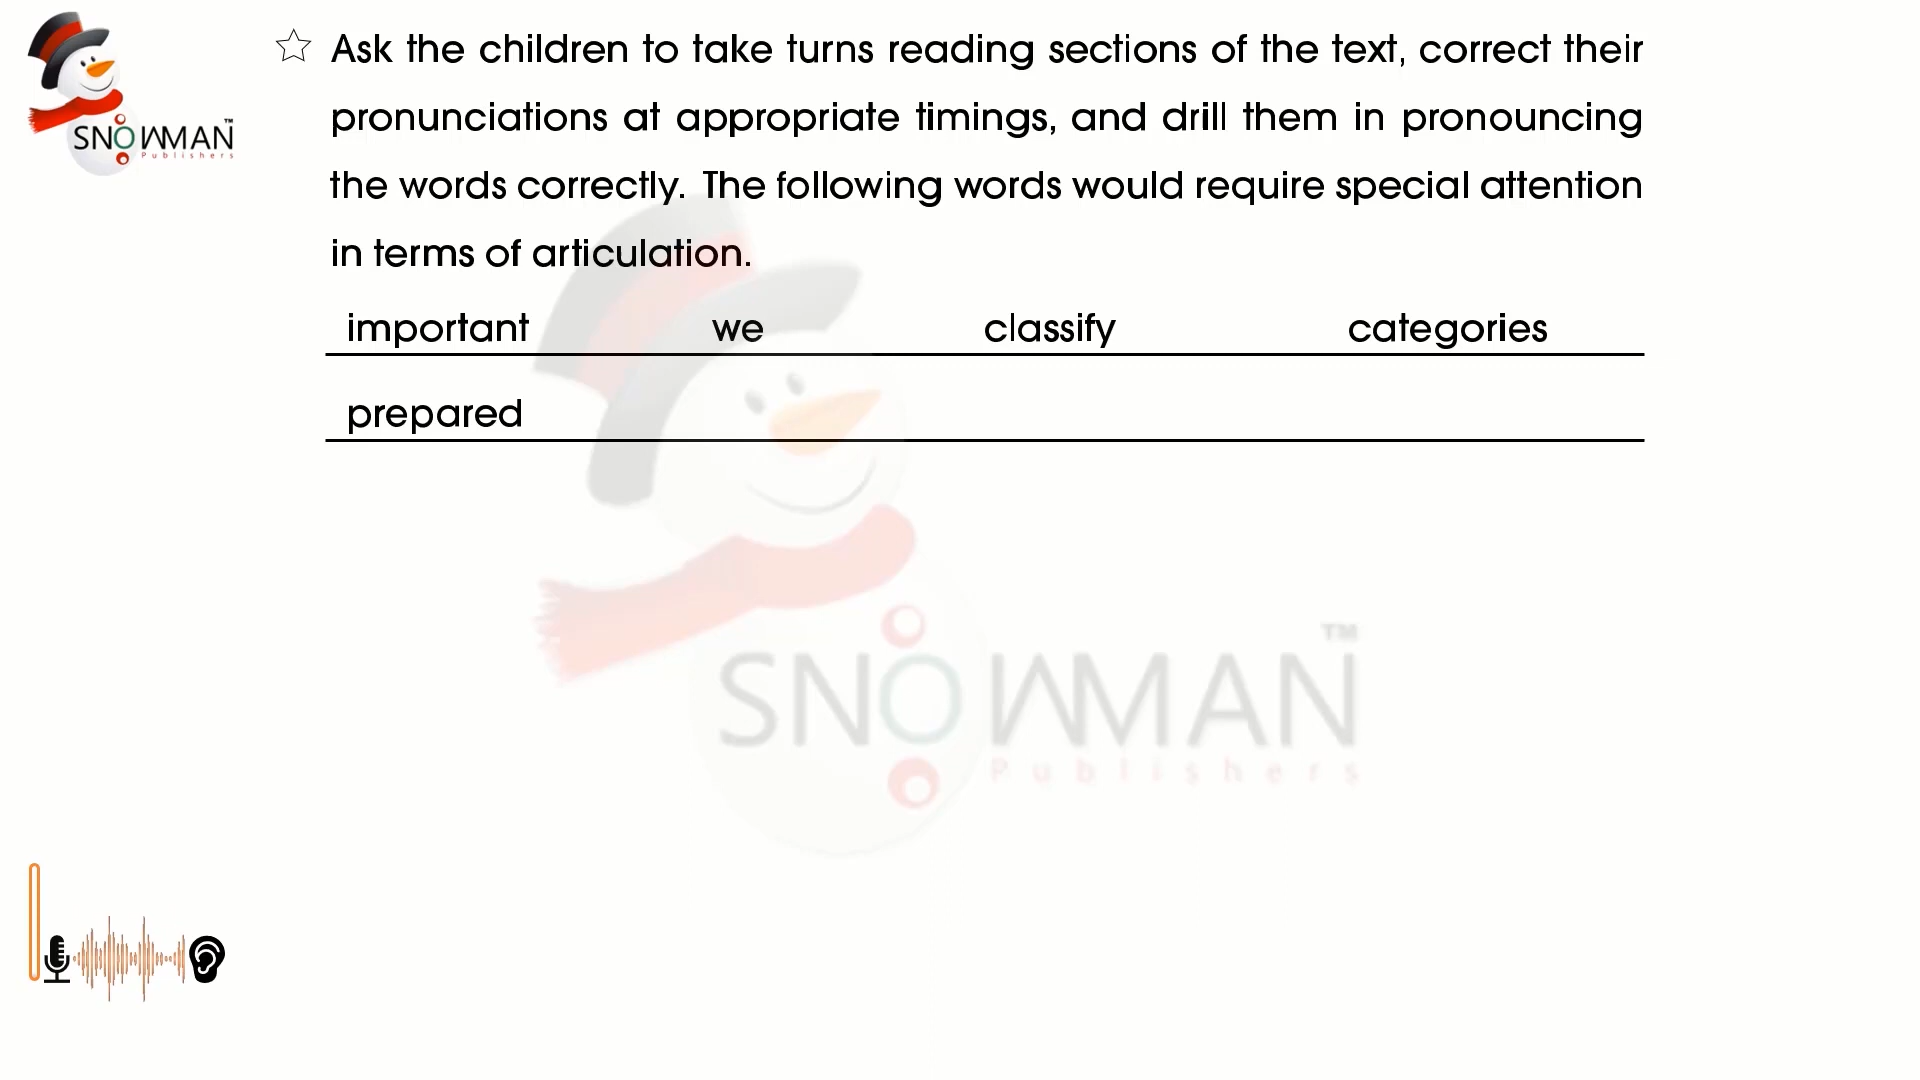 SNOWMAN
TM
Publishers
Ask the children to take turns reading sections of the text, correct their
pronunciations at appropriate timings, and drill them in pronouncing
the words correctly. The following words would require special attention
in terms of articulation.
important we classify categories
prepared
TM
SNOWMAN
Publishers